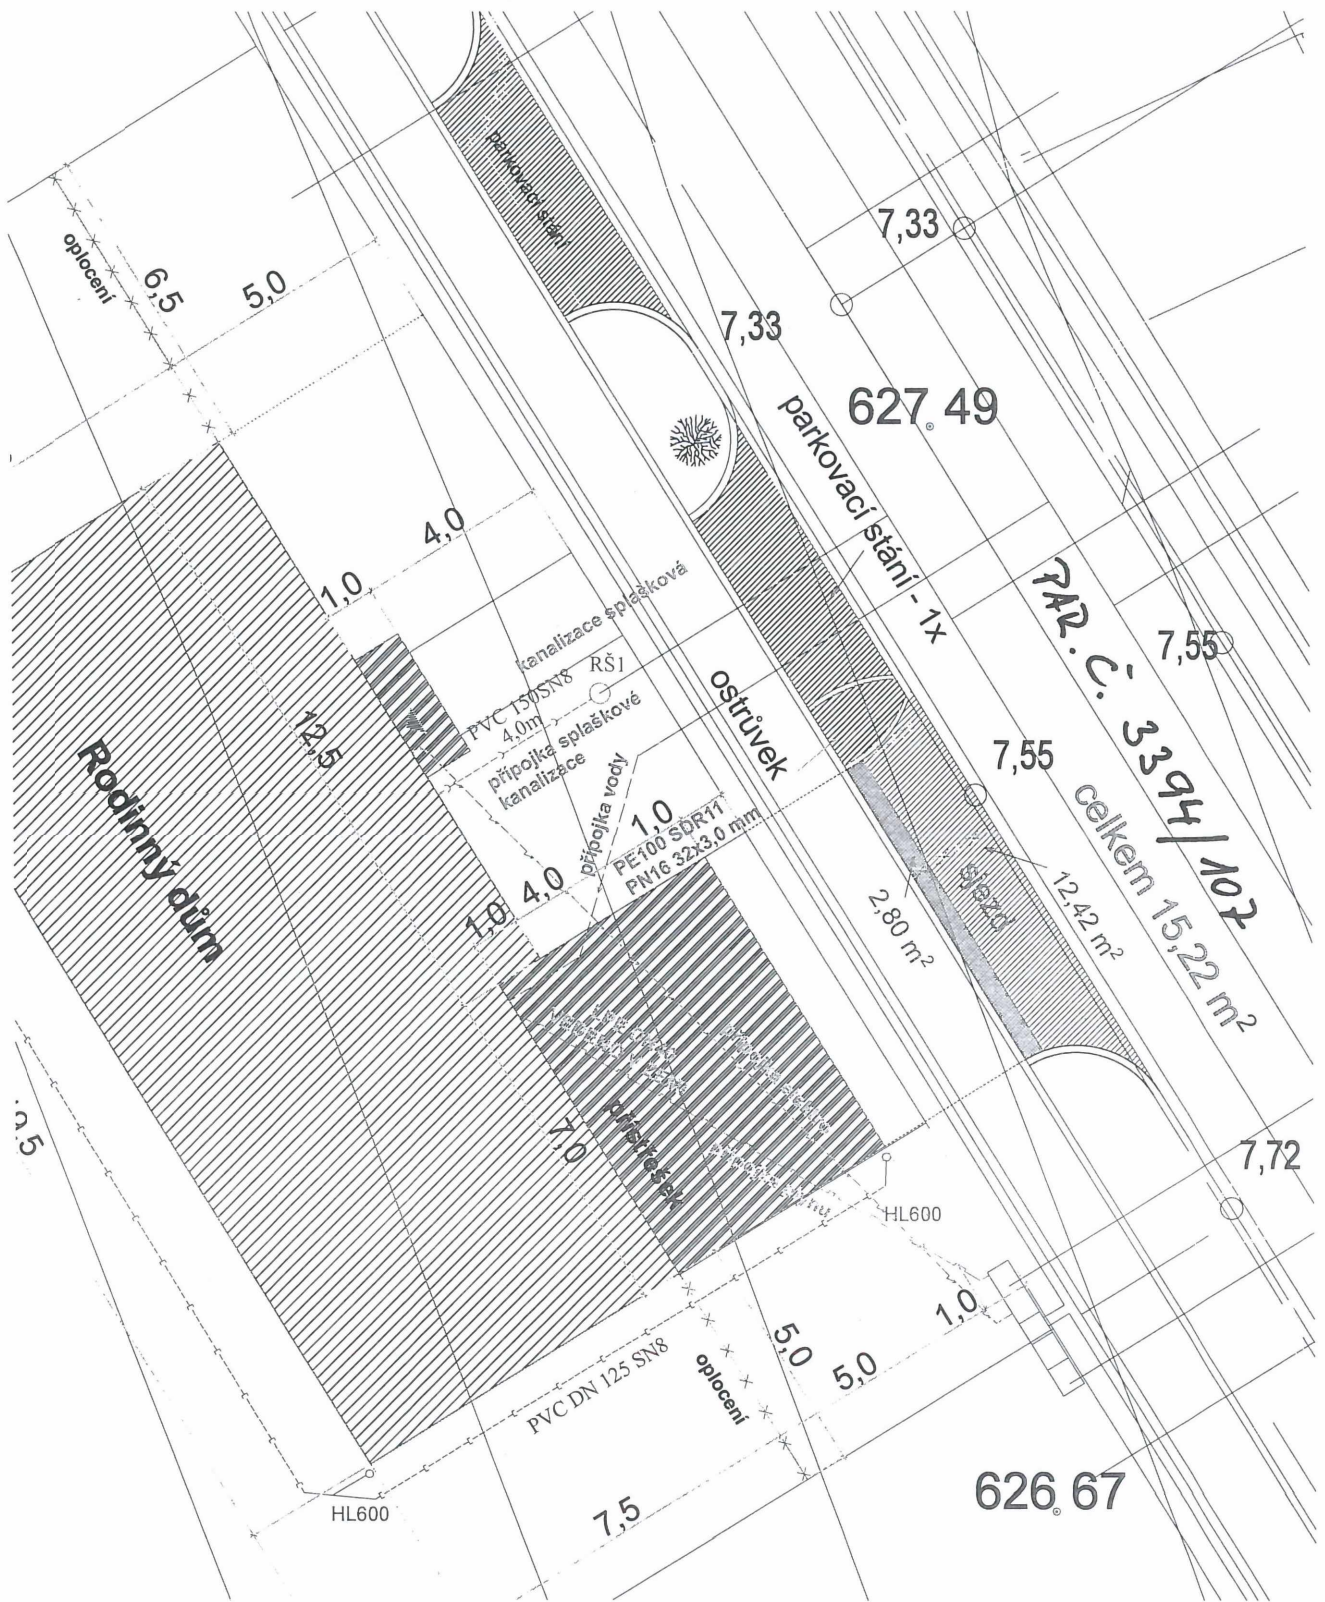 parkovací stání
7,33
oplocení
6,5
5,0
7,33
627.49
parkovací stání - 1x
4,0
1,0
kanalizace splašková
RŠ1
PVC 150SN8
4,0m
přípojka splaškové
kanalizace
ostrůvek
PAR. Č. 3394/107
7,55
7,55
12,5
Rodinný dům
přípojka vody
1,0
PE100 SDR11
PN16 32x3,0 mm
celkem 15,22 m²
sjezd
12,42 m²
2,80 m²
4,0
1,0
přístřešek
7,0
7,72
HL600
1,0
5,0
5,0
oplocení
PVC DN 125 SN8
HL600
7,5
626.67